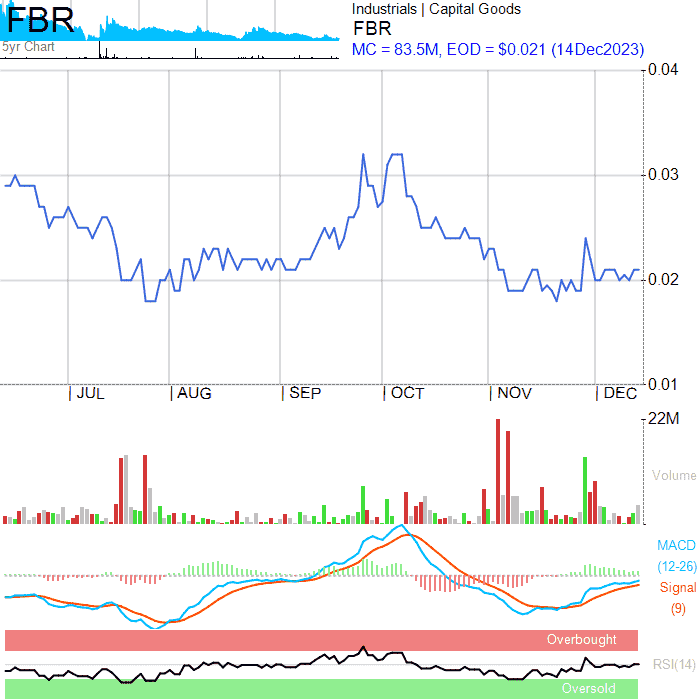 FBR
5yr Chart
Industrials | Capital Goods
FBR
MC = 83.5M, EOD = $0.021 (14Dec2023)
0.04
0.03
0.02
0.01
| JUL | AUG | SEP | OCT | NOV | DEC
22M
Volume
MACD
(12-26)
Signal
(9)
Overbought
RSI(14)
Oversold